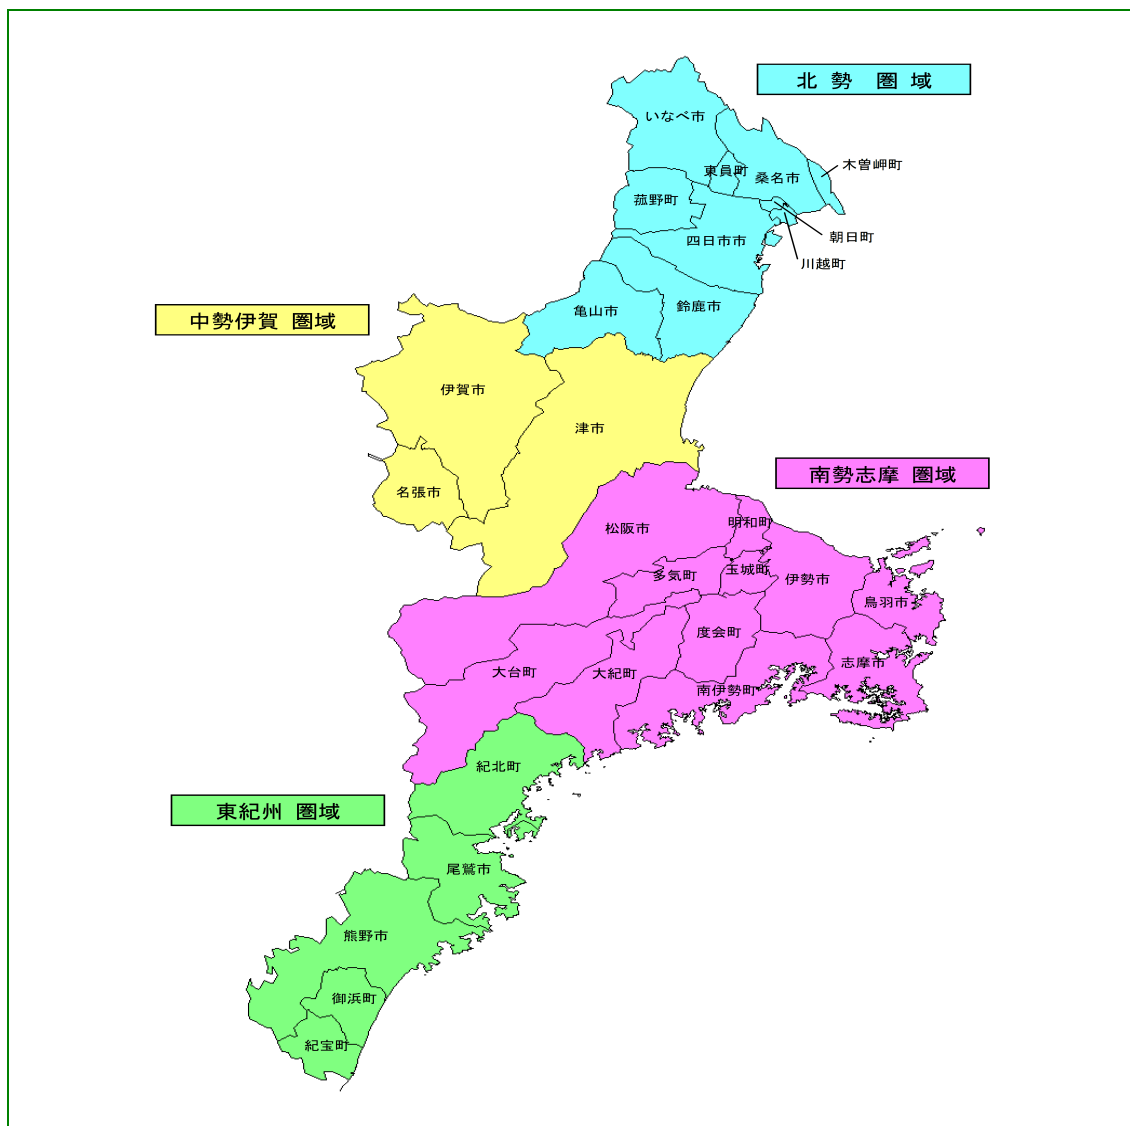 北勢 圏域
いなべ市
東員町
木曽岬町
桑名市
菰野町
朝日町
四日市市
川越町
中勢伊賀 圏域
亀山市
鈴鹿市
伊賀市
津市
南勢志摩 圏域
名張市
松阪市
明和町
多気町
玉城町
伊勢市
鳥羽市
度会町
志摩市
大台町
大紀町
南伊勢町
紀北町
東紀州 圏域
尾鷲市
熊野市
御浜町
紀宝町